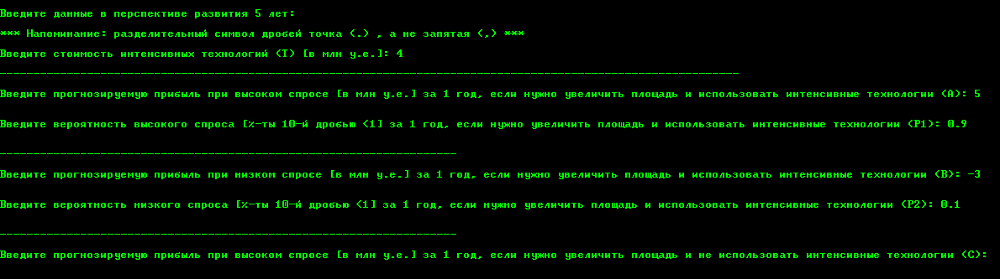 Введите данные в перспективе развития 5 лет:
*** Напоминание: разделительный символ дробей точка (.) , а не запятая (,) ***
Введите стоимость интенсивных технологий (T) [в млн у.е.]: 4
Введите прогнозируемую прибыль при высоком спросе [в млн у.е.] за 1 год, если нужно увеличить площадь и использовать интенсивные технологии (A): 5
Введите вероятность высокого спроса [%-ты 10-й дробью <1] за 1 год, если нужно увеличить площадь и использовать интенсивные технологии (P1): 0.9
Введите прогнозируемую прибыль при низком спросе [в млн у.е.] за 1 год, если нужно увеличить площадь и использовать интенсивные технологии (B): -3
Введите вероятность низкого спроса [%-ты 10-й дробью <1] за 1 год, если нужно увеличить площадь и использовать интенсивные технологии (P2): 0.1
Введите прогнозируемую прибыль при высоком спросе [в млн у.е.] за 1 год, если нужно увеличить площадь и не использовать интенсивные технологии (C):